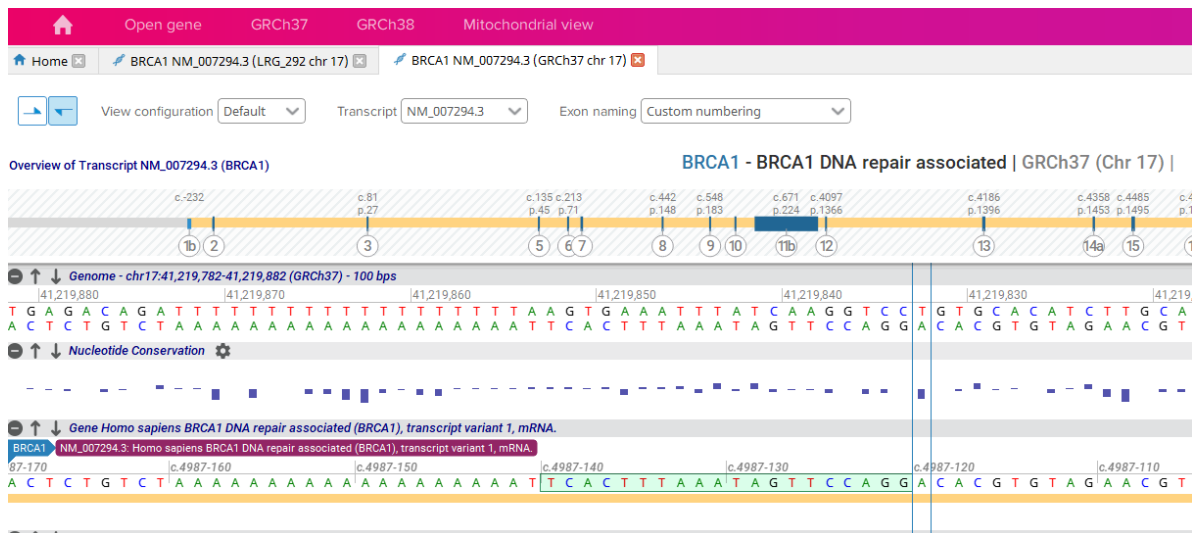 Open gene GRCh37 GRCh38 Mitochondrial view
Home BRCA1 NM_007294.3 (LRG_292 chr 17) BRCA1 NM_007294.3 (GRCh37 chr 17)
View configuration Default Transcript NM_007294.3 Exon naming Custom numbering
Overview of Transcript NM_007294.3 (BRCA1) BRCA1 - BRCA1 DNA repair associated | GRCh37 (Chr 17) |
c.-232 c.81 c.135 c.213 c.442 c.548 c.671 c.4097 c.4186 c.4358 c.4485
p.27 p.45 p.71 p.148 p.183 p.224 p.1366 p.1396 p.1453 p.1495
1b 2 3 5 6 7 8 9 10 11b 12 13 14a 15
Genome - chr17:41,219,782-41,219,882 (GRCh37) - 100 bps
41,219,880 41,219,870 41,219,860 41,219,850 41,219,840 41,219,830 41,219
T G A G A C A G A T T T T T T T T T T T T T T T T T T T A A G T G A A A T T T A T C A A G G T C C T G T G C A C A T C T T G C A
A C T C T G T C T A A A A A A A A A A A A A A A A A A A T T C A C T T T A A A T A G T T C C A G G A C A C G T G T A G A A C G T
Nucleotide Conservation
Gene Homo sapiens BRCA1 DNA repair associated (BRCA1), transcript variant 1, mRNA.
BRCA1 NM_007294.3: Homo sapiens BRCA1 DNA repair associated (BRCA1), transcript variant 1, mRNA.
87-170 c.4987-160 c.4987-150 c.4987-140 c.4987-130 c.4987-120 c.4987-110
A C T C T G T C T A A A A A A A A A A A A A A A A A A A T T C A C T T T A A A T A G T T C C A G G A C A C G T G T A G A A C G T